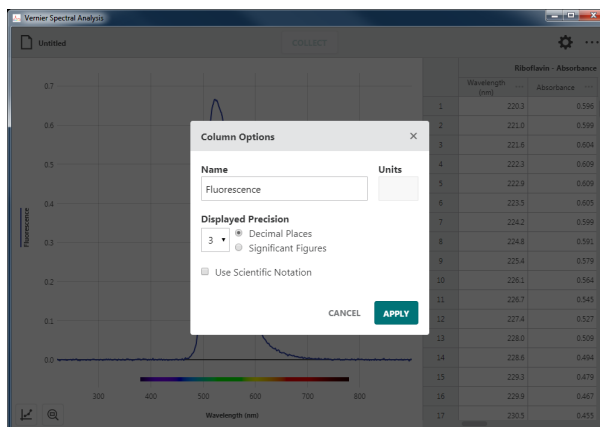 Vernier Spectral Analysis
Untitled
COLLECT
Riboflavin - Absorbance
Wavelength (nm) Absorbance
1 220.3 0.596
2 221.0 0.599
3 221.6 0.604
4 222.3 0.609
5 222.9 0.609
6 223.5 0.605
7 224.2 0.599
8 224.8 0.591
9 225.4 0.579
10 226.1 0.564
11 226.7 0.545
12 227.4 0.527
13 228.0 0.509
14 228.6 0.494
15 229.3 0.479
16 229.9 0.467
17 230.5 0.455
Fluorescence
0.7
0.6
0.5
0.4
0.3
0.2
0.1
0.0
300 400 500 600 700 800
Wavelength (nm)
Column Options
Name Units
Fluorescence
Displayed Precision
3
Decimal Places
Significant Figures
Use Scientific Notation
CANCEL APPLY